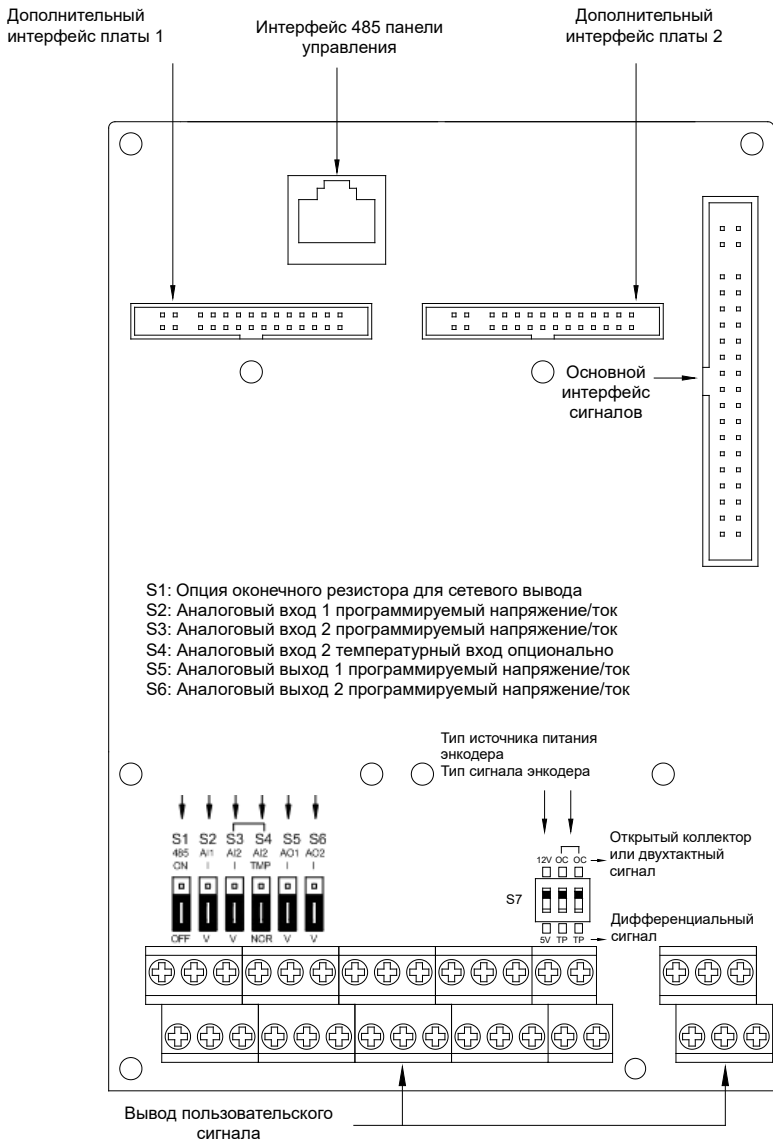 Дополнительный
интерфейс платы 1
Интерфейс 485 панели
управления
Дополнительный
интерфейс платы 2
Основной
интерфейс
сигналов
S1: Опция оконечного резистора для сетевого вывода
S2: Аналоговый вход 1 программируемый напряжение/ток
S3: Аналоговый вход 2 программируемый напряжение/ток
S4: Аналоговый вход 2 температурный вход опционально
S5: Аналоговый выход 1 программируемый напряжение/ток
S6: Аналоговый выход 2 программируемый напряжение/ток
Тип источника питания
энкодера
Тип сигнала энкодера
S1 S2 S3 S4 S5 S6
485 AI1 AI2 AI2 AO1 AO2
ON I I TMP I I
OFF V V NOR V V
12V OC OC
Открытый коллектор
или двухтактный
сигнал
S7
5V TP TP
Дифференциальный
сигнал
Вывод пользовательского
сигнала